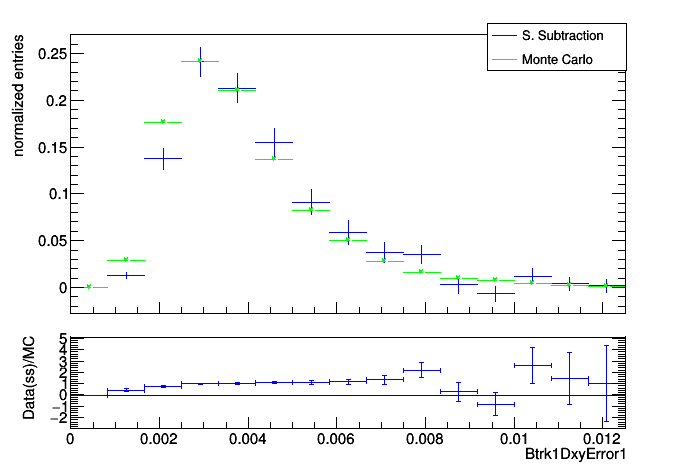 S. Subtraction
Monte Carlo
normalized entries
0.25
0.2
0.15
0.1
0.05
0
Data(ss)/MC
5
4
3
2
1
0
−1
−2
0 0.002 0.004 0.006 0.008 0.01 0.012
Btrk1DxyError1